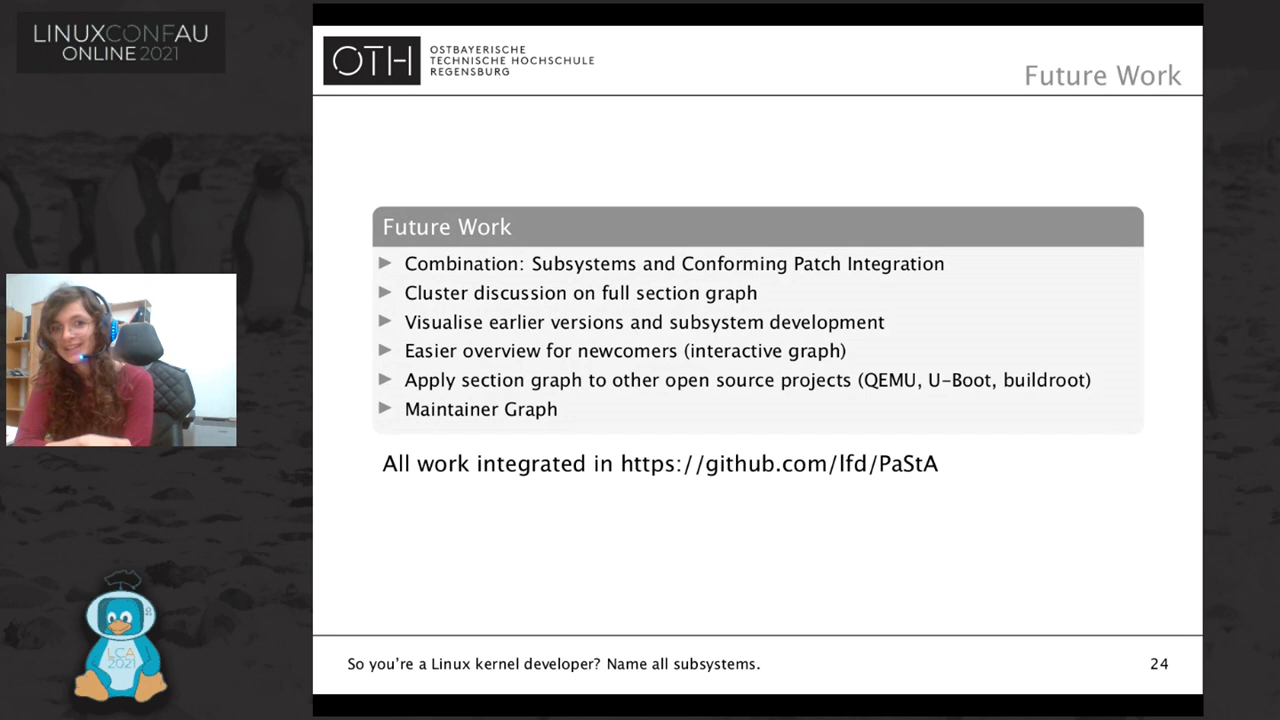 LINUXCONFAU
ONLINE2021
OTH
OSTBAYERISCHE
TECHNISCHE HOCHSCHULE
REGENSBURG
Future Work
Future Work
Combination: Subsystems and Conforming Patch Integration
Cluster discussion on full section graph
Visualise earlier versions and subsystem development
Easier overview for newcomers (interactive graph)
Apply section graph to other open source projects (QEMU, U-Boot, buildroot)
Maintainer Graph
All work integrated in https://github.com/lfd/PaStA
LCA
2021
So you're a Linux kernel developer? Name all subsystems.
24